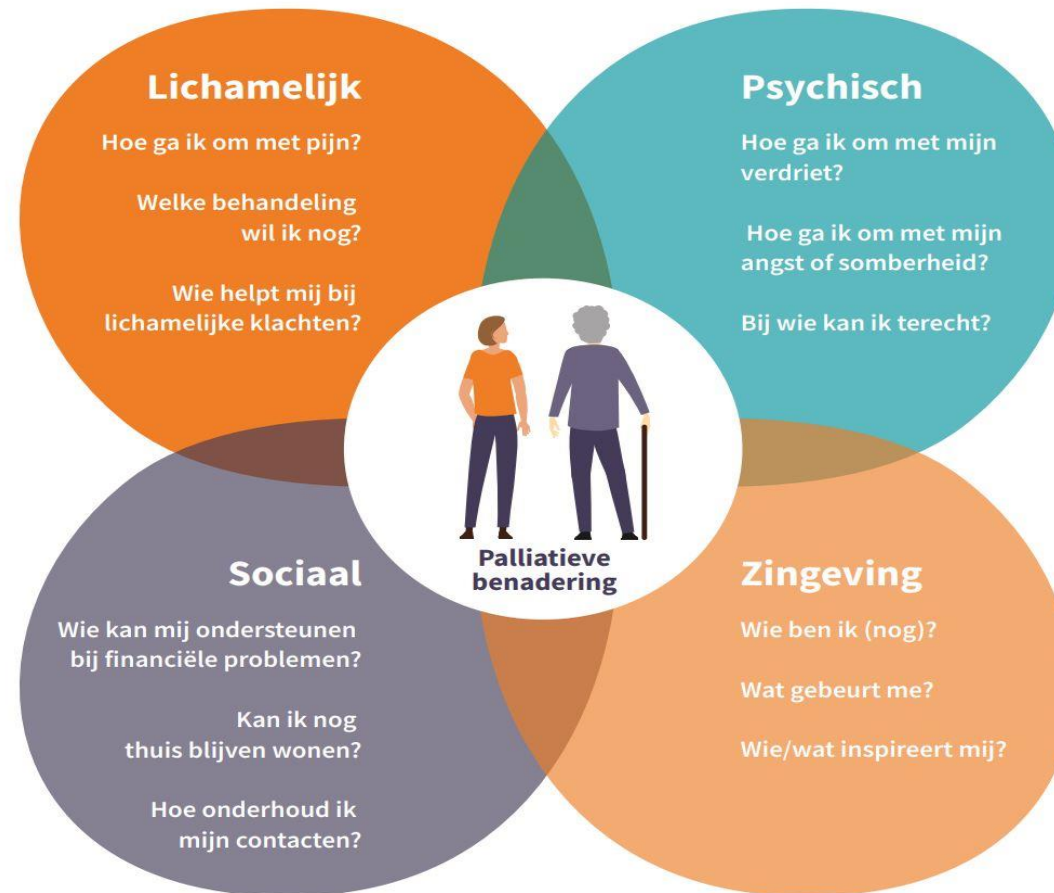 Lichamelijk
Hoe ga ik om met pijn?
Welke behandeling
wil ik nog?
Wie helpt mij bij
lichamelijke klachten?
Psychisch
Hoe ga ik om met mijn
verdriet?
Hoe ga ik om met mijn
angst of somberheid?
Bij wie kan ik terecht?
Palliatieve
benadering
Sociaal
Wie kan mij ondersteunen
bij financiële problemen?
Kan ik nog
thuis blijven wonen?
Hoe onderhoud ik
mijn contacten?
Zingeving
Wie ben ik (nog)?
Wat gebeurt me?
Wie/wat inspireert mij?